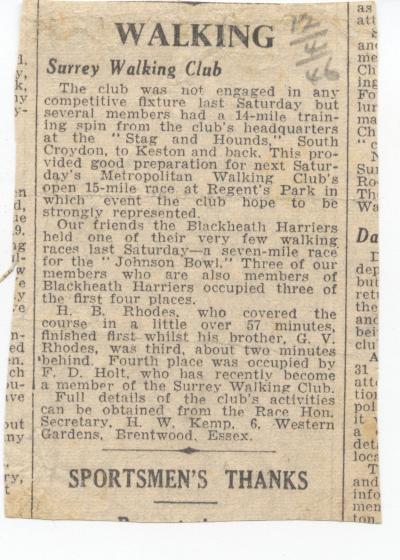 WALKING
17/4/46
Surrey Walking Club
The club was not engaged in any
competitive fixture last Saturday but
several members had a 14-mile train-
ing spin from the club's headquarters
at the "Stag and Hounds," South
Croydon, to Keston and back. This pro-
vided good preparation for next Satur-
day's Metropolitan Walking Club's
open 15-mile race at Regent's Park in
which event the club hope to be
strongly represented.
Our friends the Blackheath Harriers
held one of their very few walking
races last Saturday—a seven-mile race
for the "Johnson Bowl." Three of our
members who are also members of
Blackheath Harriers occupied three of
the first four places.
H. B. Rhodes, who covered the
course in a little over 57 minutes,
finished first whilst his brother, G. V.
Rhodes, was third, about two minutes
behind. Fourth place was occupied by
F. D. Holt, who has recently become
a member of the Surrey Walking Club.
Full details of the club's activities
can be obtained from the Race Hon.
Secretary, H. W. Kemp, 6, Western
Gardens, Brentwood, Essex.
SPORTSMEN'S THANKS